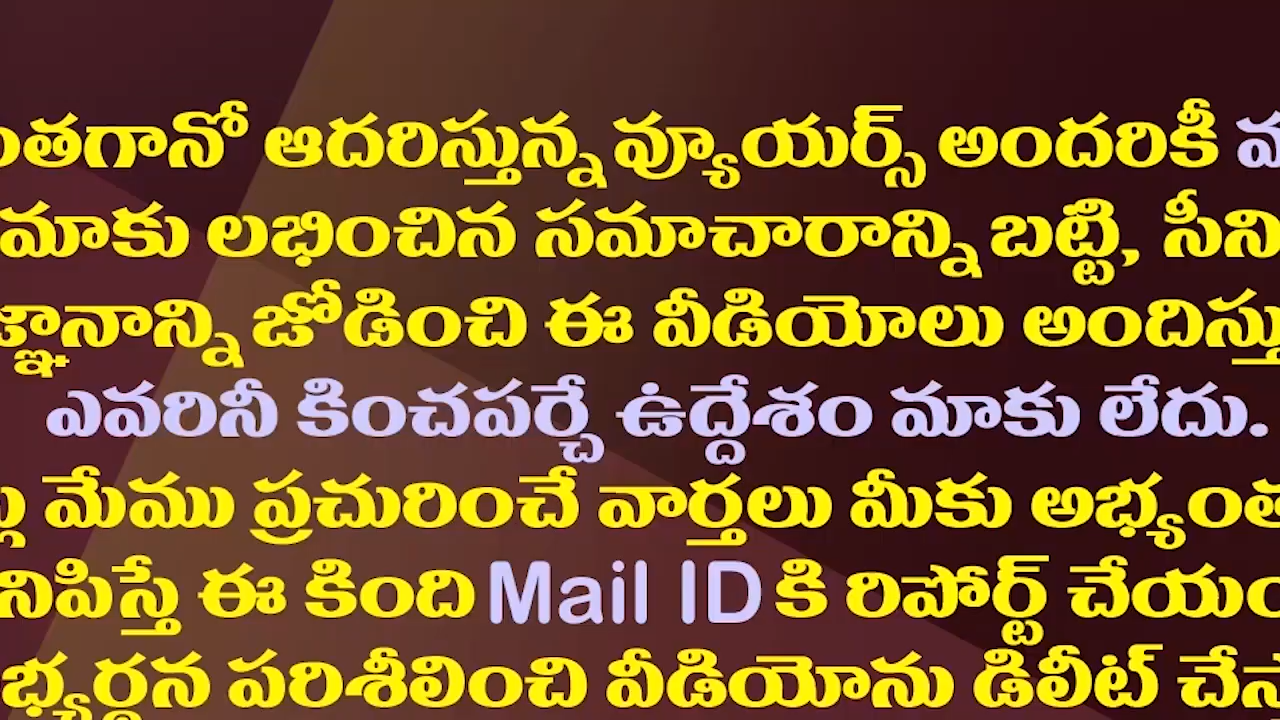 ంతగానో ఆదరిస్తున్న వ్యూయర్స్ అందరికీ
మాకు లభించిన సమాచారాన్ని బట్టి, సీని
జ్ఞానాన్ని జోడించి ఈ వీడియోలు అందిస్తు
ఎవరినీ కించపర్చే ఉద్దేశం మాకు లేదు.
మేము ప్రచురించే వార్తలు మీకు అభ్యంత
నిపిస్తే ఈ కింది Mail ID కి రిపోర్ట్ చేయం
భ్యర్థన పరిశీలించి వీడియోను డిలీట్ చేస